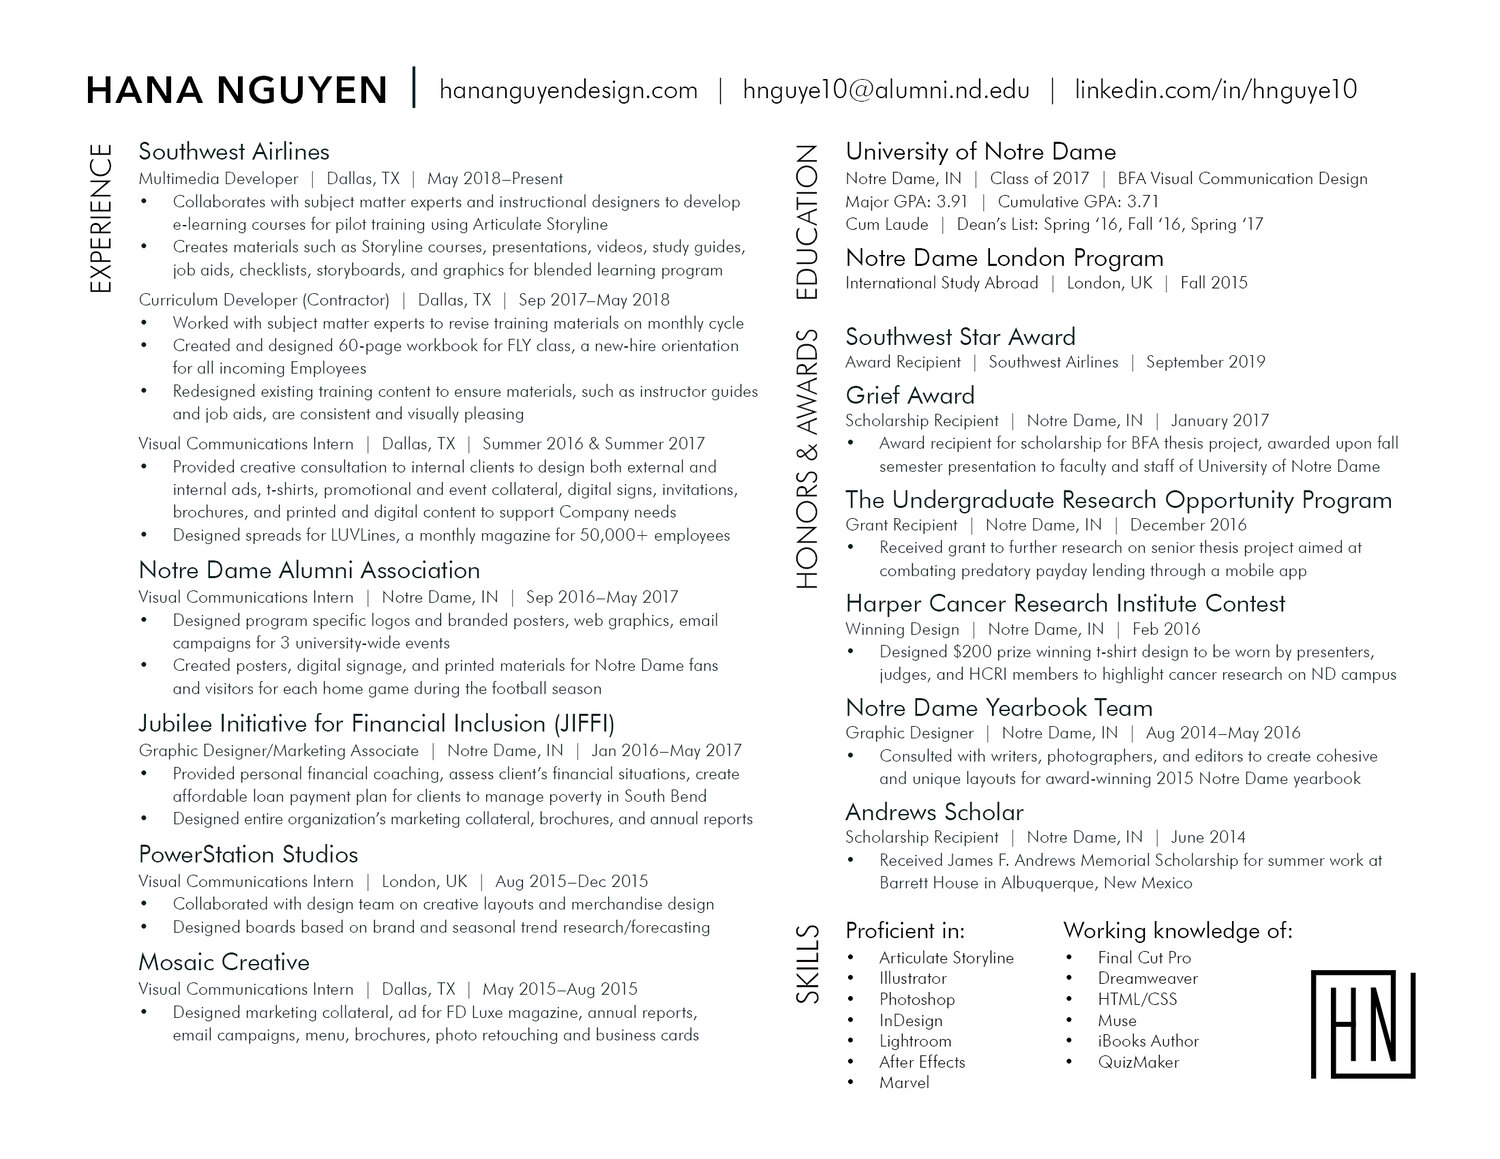 HANA NGUYEN | hananguyendesign.com | hnguye10@alumni.nd.edu | linkedin.com/in/hnguye10
EXPERIENCE
Southwest Airlines
Multimedia Developer | Dallas, TX | May 2018–Present
• Collaborates with subject matter experts and instructional designers to develop
e-learning courses for pilot training using Articulate Storyline
• Creates materials such as Storyline courses, presentations, videos, study guides,
job aids, checklists, storyboards, and graphics for blended learning program
Curriculum Developer (Contractor) | Dallas, TX | Sep 2017–May 2018
• Worked with subject matter experts to revise training materials on monthly cycle
• Created and designed 60-page workbook for FLY class, a new-hire orientation
for all incoming Employees
• Redesigned existing training content to ensure materials, such as instructor guides
and job aids, are consistent and visually pleasing
Visual Communications Intern | Dallas, TX | Summer 2016 & Summer 2017
• Provided creative consultation to internal clients to design both external and
internal ads, t-shirts, promotional and event collateral, digital signs, invitations,
brochures, and printed and digital content to support Company needs
• Designed spreads for LUVLines, a monthly magazine for 50,000+ employees
Notre Dame Alumni Association
Visual Communications Intern | Notre Dame, IN | Sep 2016–May 2017
• Designed program specific logos and branded posters, web graphics, email
campaigns for 3 university-wide events
• Created posters, digital signage, and printed materials for Notre Dame fans
and visitors for each home game during the football season
Jubilee Initiative for Financial Inclusion (JIFFI)
Graphic Designer/Marketing Associate | Notre Dame, IN | Jan 2016–May 2017
• Provided personal financial coaching, assess client's financial situations, create
affordable loan payment plan for clients to manage poverty in South Bend
• Designed entire organization's marketing collateral, brochures, and annual reports
PowerStation Studios
Visual Communications Intern | London, UK | Aug 2015–Dec 2015
• Collaborated with design team on creative layouts and merchandise design
• Designed boards based on brand and seasonal trend research/forecasting
Mosaic Creative
Visual Communications Intern | Dallas, TX | May 2015–Aug 2015
• Designed marketing collateral, ad for FD Luxe magazine, annual reports,
email campaigns, menu, brochures, photo retouching and business cards
EDUCATION
University of Notre Dame
Notre Dame, IN | Class of 2017 | BFA Visual Communication Design
Major GPA: 3.91 | Cumulative GPA: 3.71
Cum Laude | Dean's List: Spring '16, Fall '16, Spring '17
Notre Dame London Program
International Study Abroad | London, UK | Fall 2015
HONORS & AWARDS
Southwest Star Award
Award Recipient | Southwest Airlines | September 2019
Grief Award
Scholarship Recipient | Notre Dame, IN | January 2017
• Award recipient for scholarship for BFA thesis project, awarded upon fall
semester presentation to faculty and staff of University of Notre Dame
The Undergraduate Research Opportunity Program
Grant Recipient | Notre Dame, IN | December 2016
• Received grant to further research on senior thesis project aimed at
combating predatory payday lending through a mobile app
Harper Cancer Research Institute Contest
Winning Design | Notre Dame, IN | Feb 2016
• Designed $200 prize winning t-shirt design to be worn by presenters,
judges, and HCRI members to highlight cancer research on ND campus
Notre Dame Yearbook Team
Graphic Designer | Notre Dame, IN | Aug 2014–May 2016
• Consulted with writers, photographers, and editors to create cohesive
and unique layouts for award-winning 2015 Notre Dame yearbook
Andrews Scholar
Scholarship Recipient | Notre Dame, IN | June 2014
• Received James F. Andrews Memorial Scholarship for summer work at
Barrett House in Albuquerque, New Mexico
SKILLS
Proficient in:
• Articulate Storyline
• Illustrator
• Photoshop
• InDesign
• Lightroom
• After Effects
• Marvel
Working knowledge of:
• Final Cut Pro
• Dreamweaver
• HTML/CSS
• Muse
• iBooks Author
• QuizMaker
HN